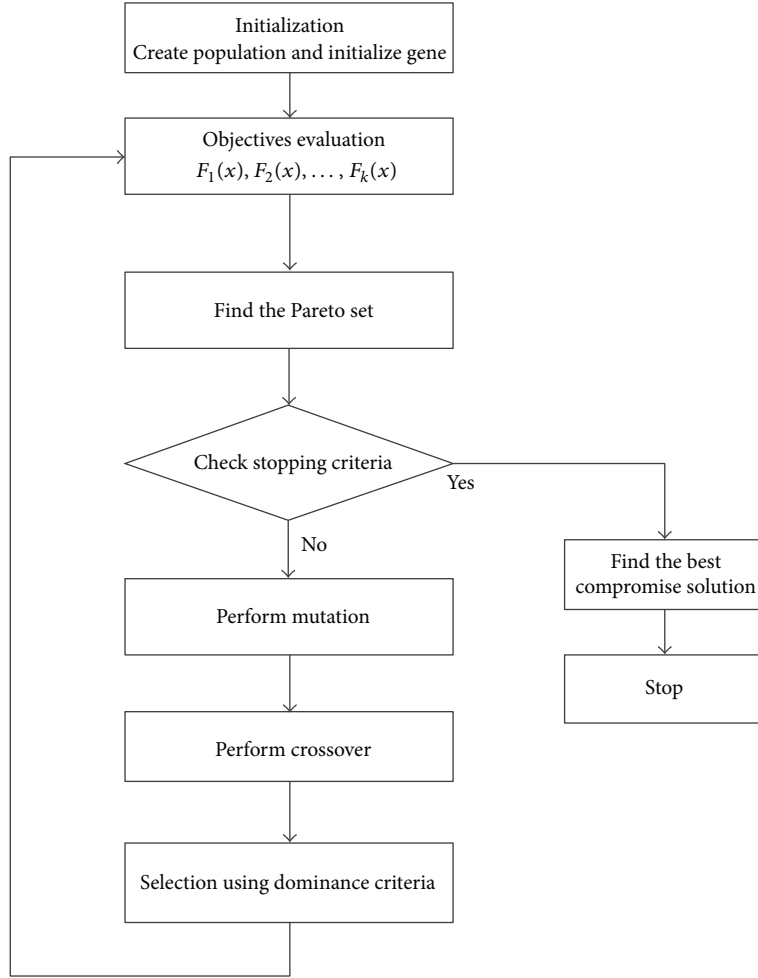 Initialization
Create population and initialize gene
Objectives evaluation
F₁(x), F₂(x), . . . , Fₖ(x)
Find the Pareto set
Check stopping criteria
Yes
No
Find the best
compromise solution
Perform mutation
Stop
Perform crossover
Selection using dominance criteria